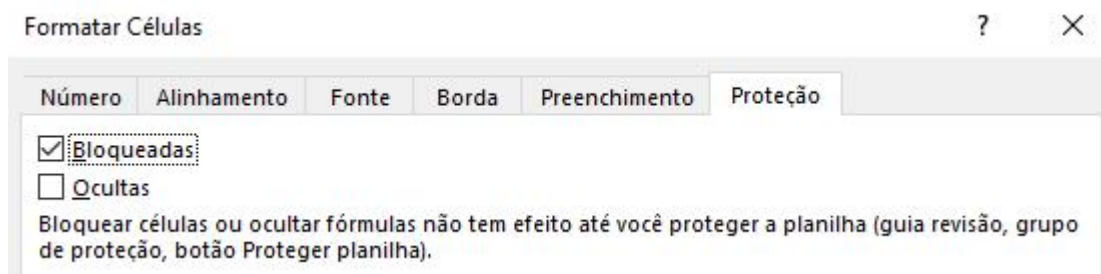 Formatar Células ?
Número Alinhamento Fonte Borda Preenchimento Proteção
Bloqueadas
Ocultas
Bloquear células ou ocultar fórmulas não tem efeito até você proteger a planilha (guia revisão, grupo
de proteção, botão Proteger planilha).